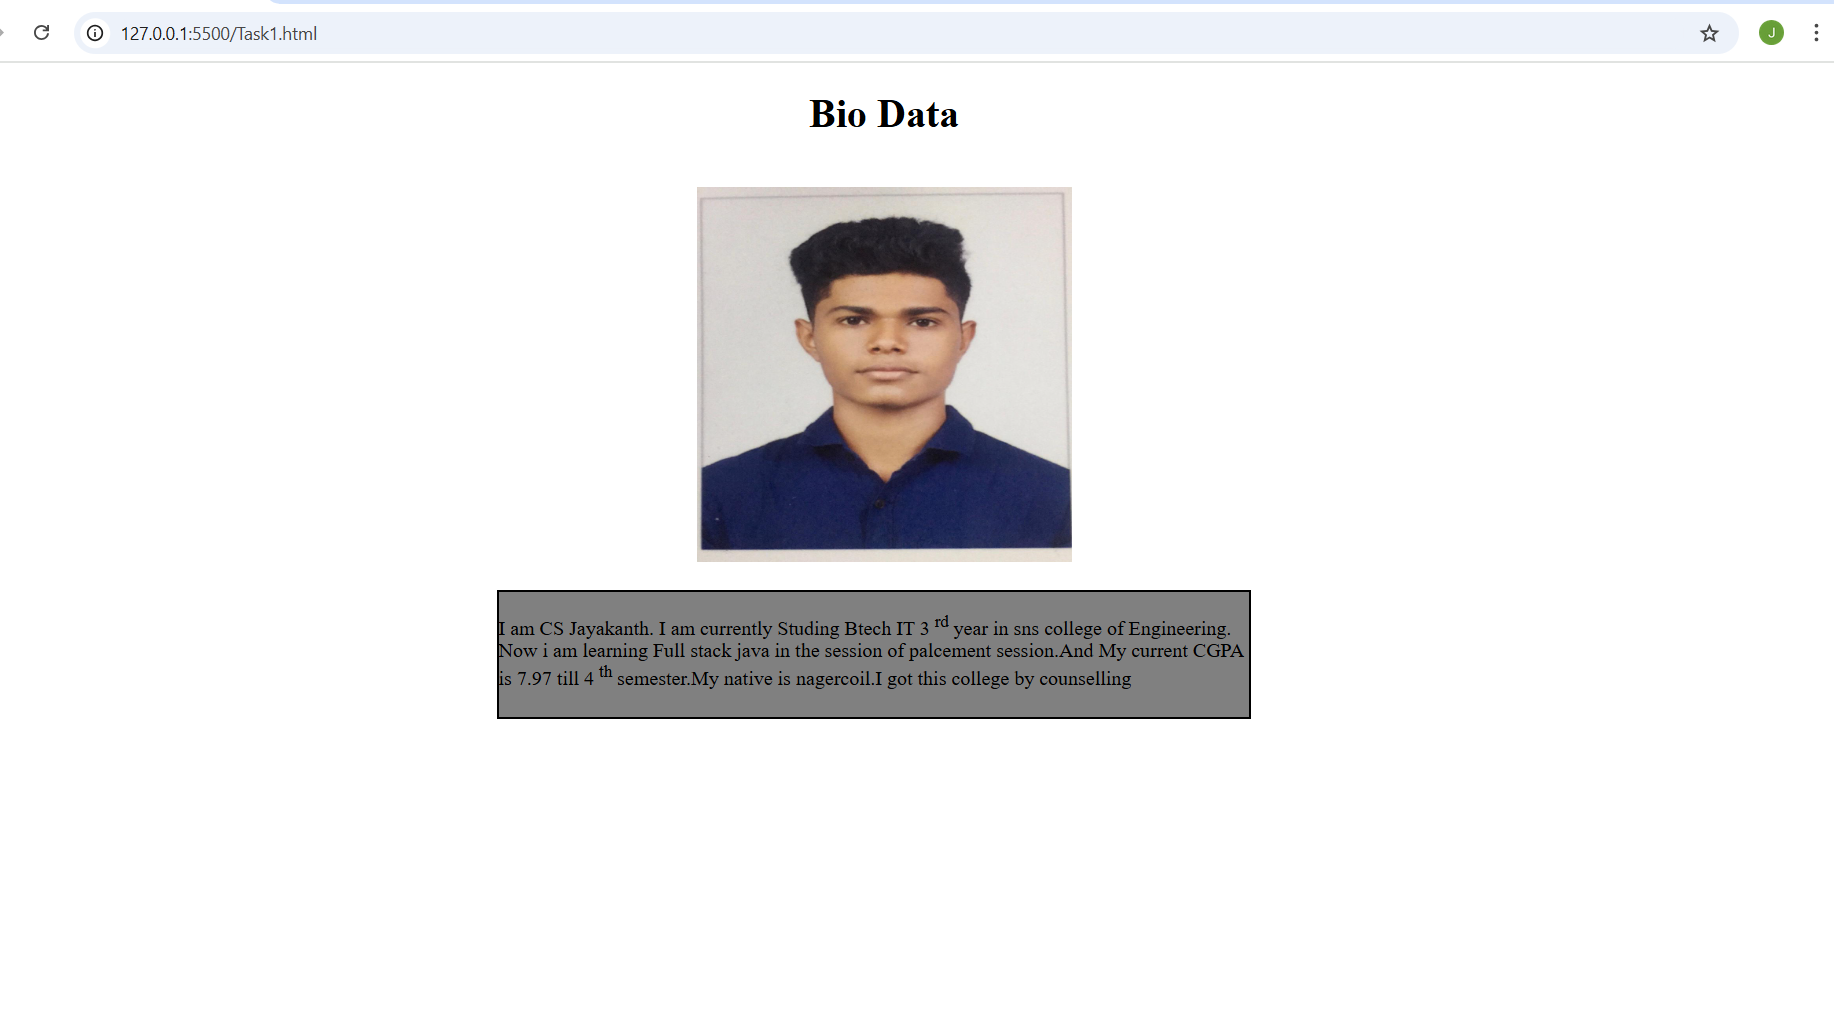 127.0.0.1:5500/Task1.html
J
Bio Data
I am CS Jayakanth. I am currently Studing Btech IT 3 rd year in sns college of Engineering.
Now i am learning Full stack java in the session of palcement session.And My current CGPA
is 7.97 till 4 th semester.My native is nagercoil.I got this college by counselling